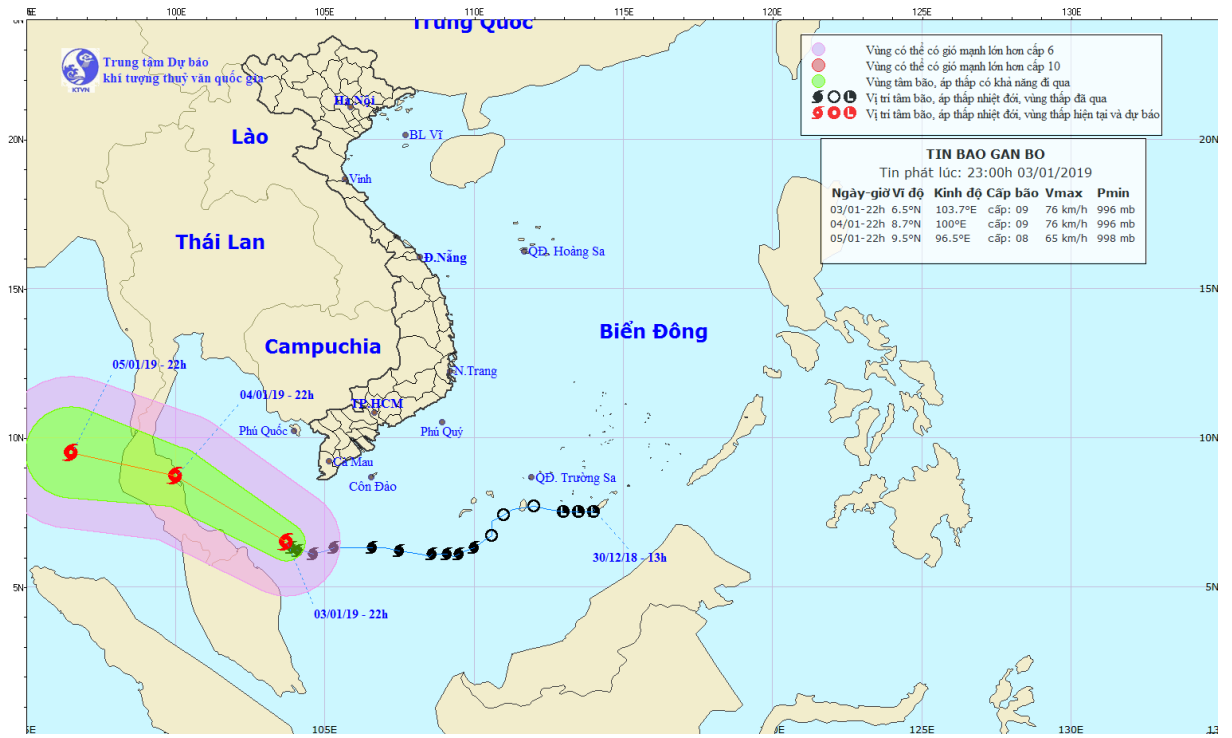 E 100E 105E 110E 115E 120E 125E 130E 13
Trung Quốc
Trung tâm Dự báo
khí tượng thuỷ văn quốc gia
KTVN
Vùng có thể có gió mạnh lớn hơn cấp 6
Vùng có thể có gió mạnh lớn hơn cấp 10
Vùng tâm bão, áp thấp có khả năng đi qua
L Vị trí tâm bão, áp thấp nhiệt đới, vùng thấp đã qua
L Vị trí tâm bão, áp thấp nhiệt đới, vùng thấp hiện tại và dự báo
TIN BAO GAN BO
Tin phát lúc: 23:00h 03/01/2019
Ngày-giờ Vĩ độ Kinh độ Cấp bão Vmax Pmin
03/01-22h 6.5°N 103.7°E cấp: 09 76 km/h 996 mb
04/01-22h 8.7°N 100°E cấp: 09 76 km/h 996 mb
05/01-22h 9.5°N 96.5°E cấp: 08 65 km/h 998 mb
Hà Nội
20N BL Vĩ 20N
Lào
Vinh
Thái Lan
Đ.Nẵng
QĐ. Hoàng Sa
15N 15N
Biển Đông
Campuchia
05/01/19 - 22h
N.Trang
04/01/19 - 22h
TP.HCM
Phú Quốc
Phú Quý
10N 10N
Cà Mau
Côn Đảo
QĐ. Trường Sa
L L L
30/12/18 - 13h
5N 5N
03/01/19 - 22h
5E 100E 105E 110E 115E 120E 125E 130E 13